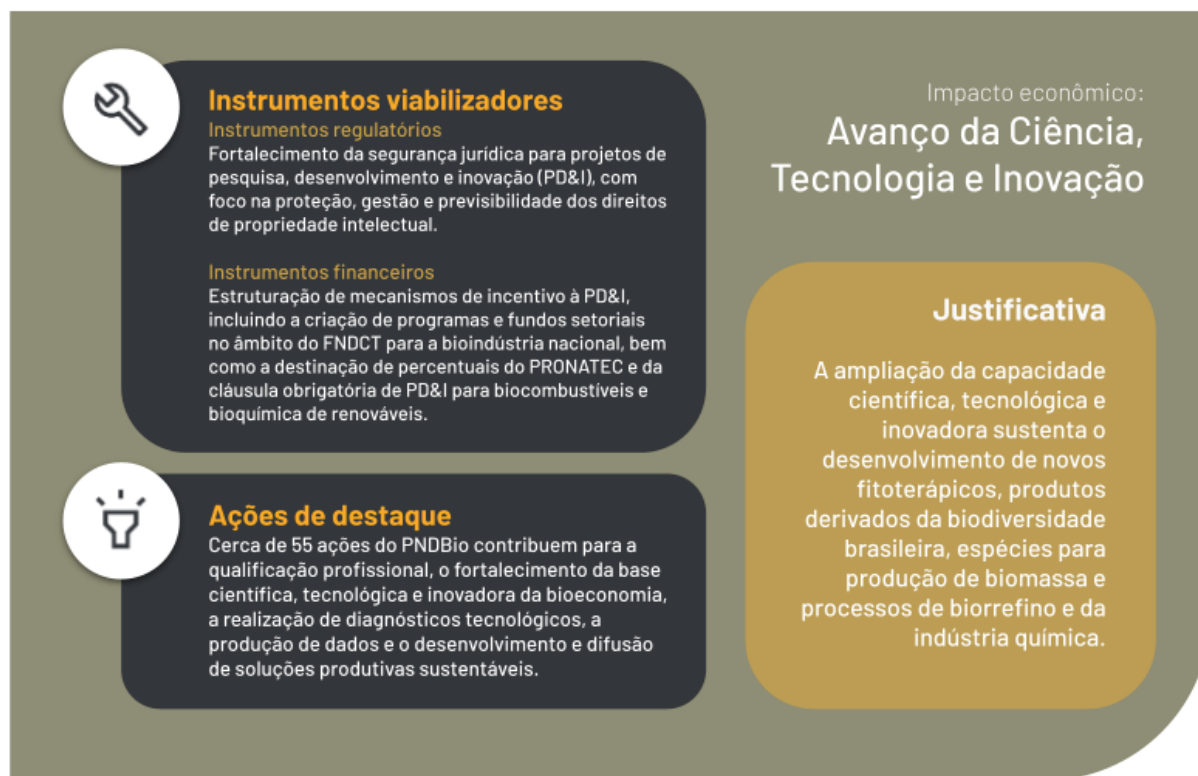 Instrumentos viabilizadores
Instrumentos regulatórios
Fortalecimento da segurança jurídica para projetos de
pesquisa, desenvolvimento e inovação (PD&I), com
foco na proteção, gestão e previsibilidade dos direitos
de propriedade intelectual.
Instrumentos financeiros
Estruturação de mecanismos de incentivo à PD&I,
incluindo a criação de programas e fundos setoriais
no âmbito do FNDCT para a bioindústria nacional, bem
como a destinação de percentuais do PRONATEC e da
cláusula obrigatória de PD&I para biocombustíveis e
bioquímica de renováveis.
Ações de destaque
Cerca de 55 ações do PNDBio contribuem para a
qualificação profissional, o fortalecimento da base
científica, tecnológica e inovadora da bioeconomia,
a realização de diagnósticos tecnológicos, a
produção de dados e o desenvolvimento e difusão
de soluções produtivas sustentáveis.
Impacto econômico:
Avanço da Ciência,
Tecnologia e Inovação
Justificativa
A ampliação da capacidade
científica, tecnológica e
inovadora sustenta o
desenvolvimento de novos
fitoterápicos, produtos
derivados da biodiversidade
brasileira, espécies para
produção de biomassa e
processos de biorrefino e da
indústria química.